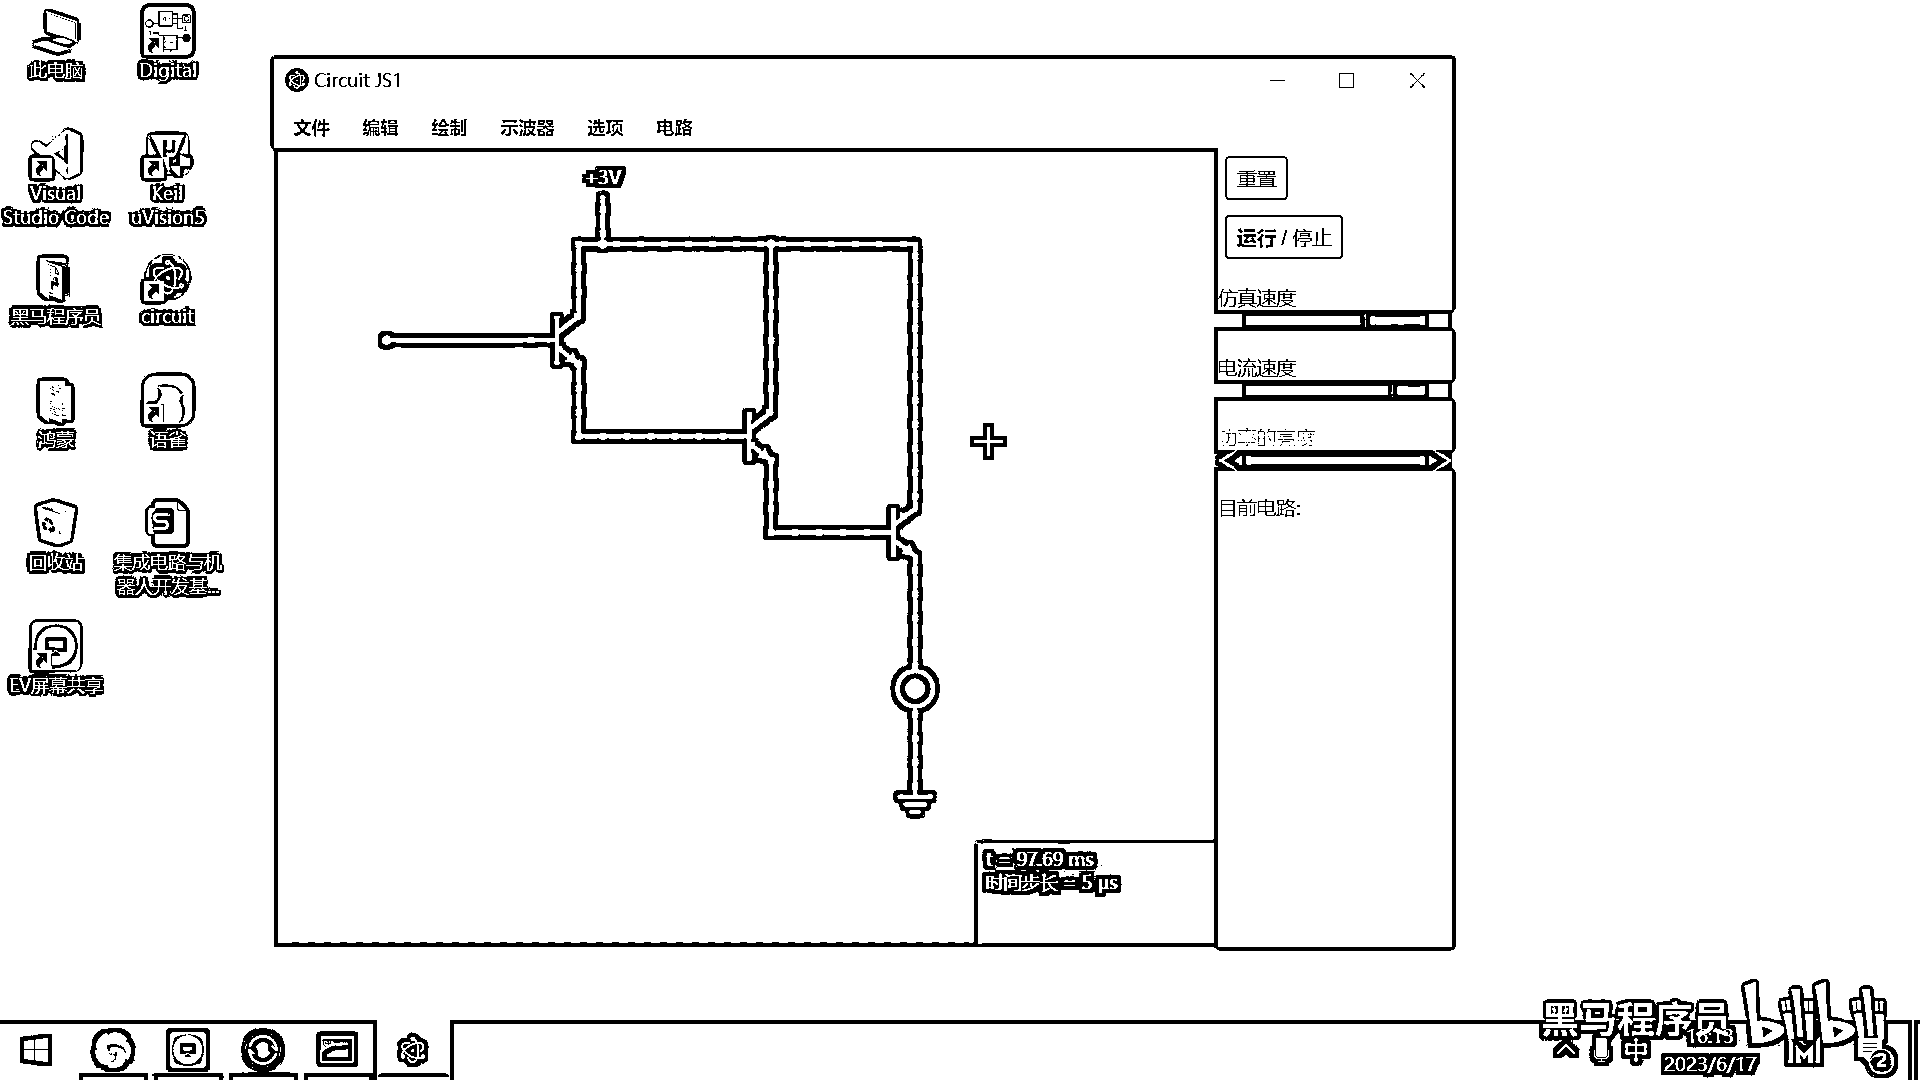 此电脑
Digital
Visual
Studio Code
Keil
uVision5
黑马程序员
circuit
鸿蒙
语雀
回收站
集成电路与机
器人开发基...
EV屏幕共享
Circuit JS1
文件 编辑 绘制 示波器 选项 电路
+3V
重置
运行 / 停止
仿真速度
电流速度
功率的亮度
目前电路:
t = 97.69 ms
时间步长 = 5 μs
黑马程序员 bilibili
中
16:13
2023/6/17
2